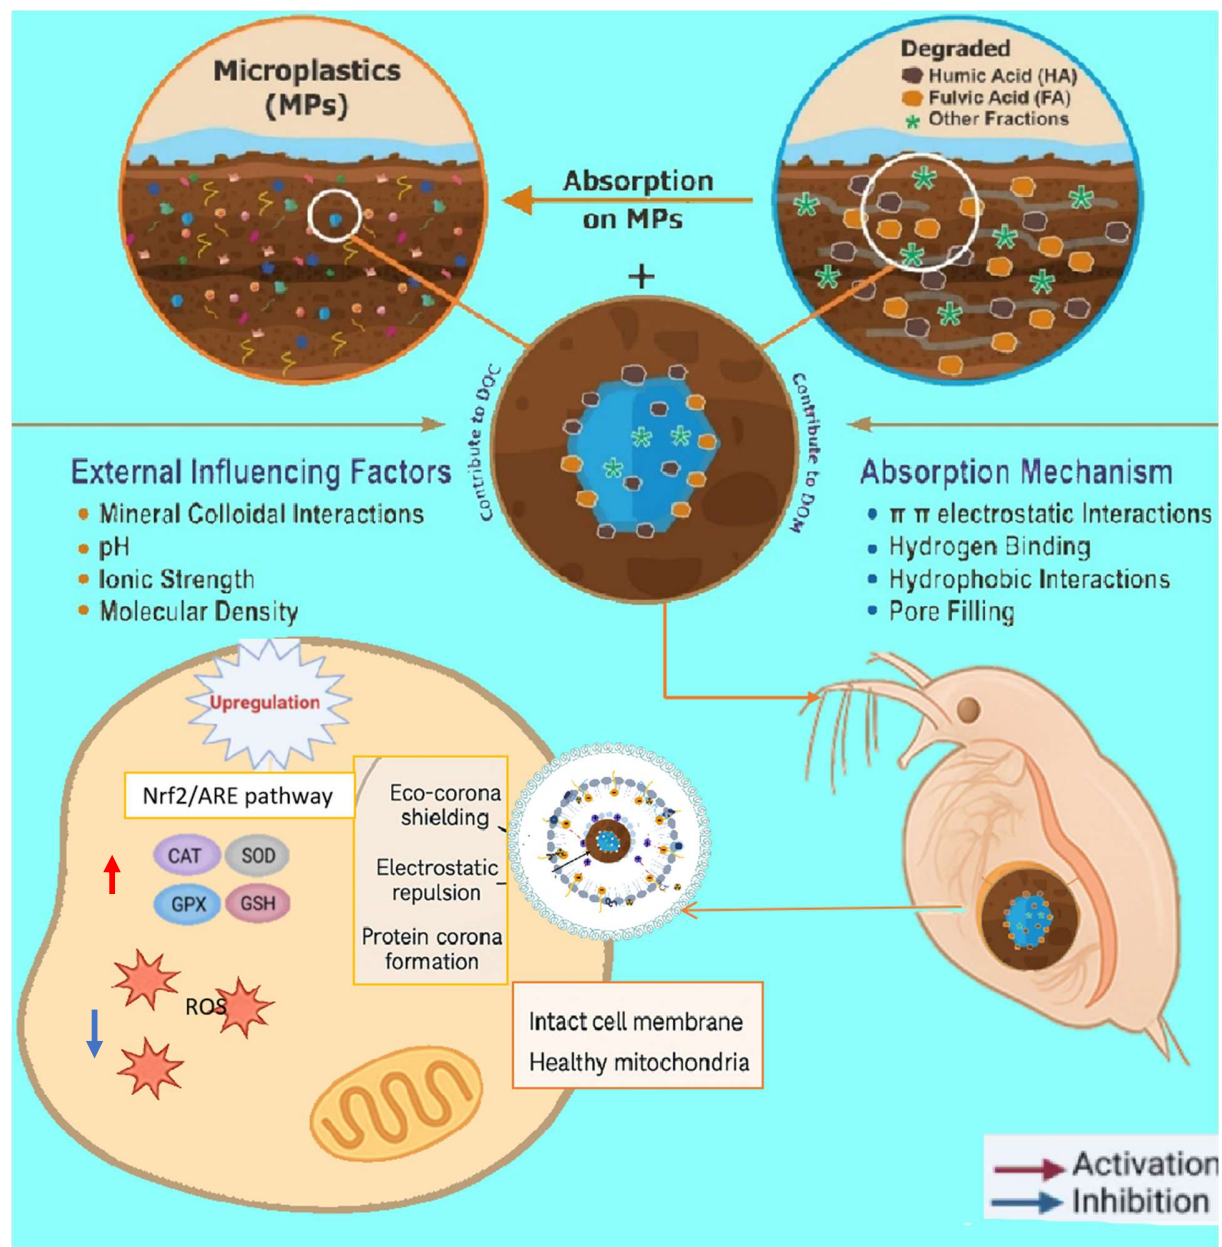 Microplastics
(MPs)
Degraded
Humic Acid (HA)
Fulvic Acid (FA)
Other Fractions
Absorption
on MPs
+
Contribute to DOC
Contribute to DOM
External Influencing Factors
• Mineral Colloidal Interactions
• pH
• Ionic Strength
• Molecular Density
Absorption Mechanism
• π π electrostatic Interactions
• Hydrogen Binding
• Hydrophobic Interactions
• Pore Filling
Upregulation
Nrf2/ARE pathway
CAT
SOD
GPX
GSH
ROS
Eco-corona
shielding
Electrostatic
repulsion
Protein corona
formation
Intact cell membrane
Healthy mitochondria
Activation
Inhibition